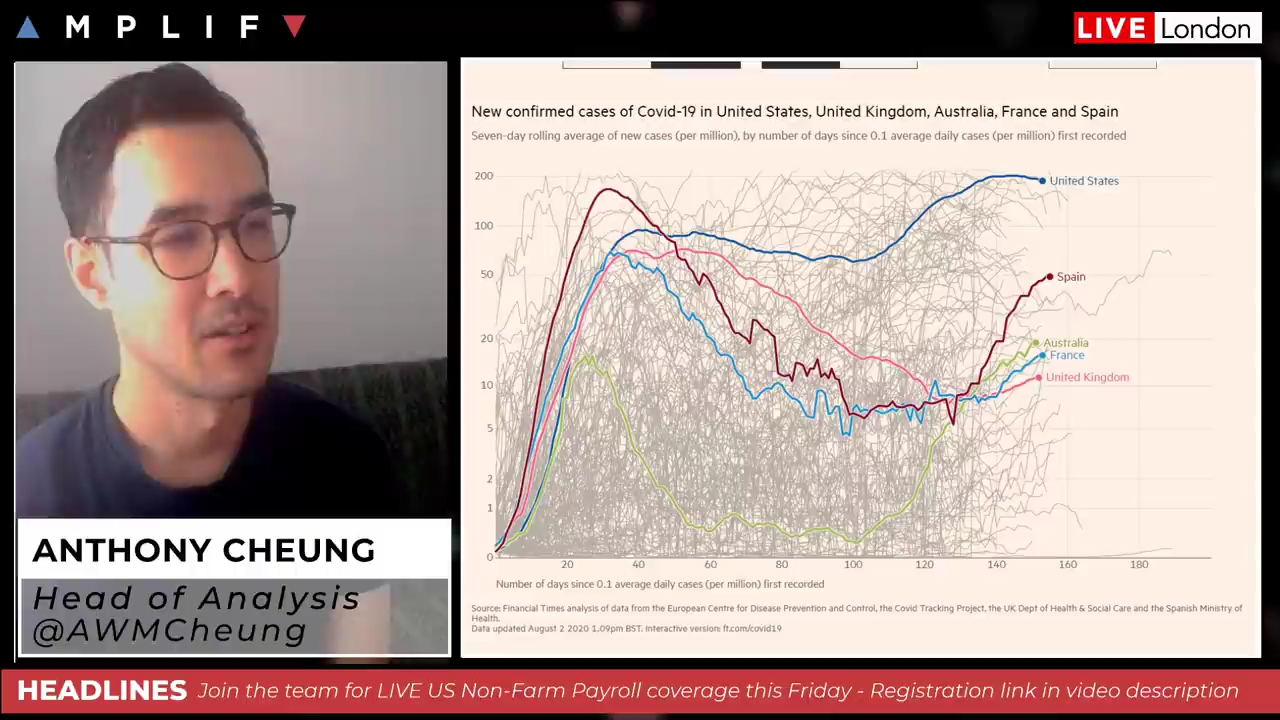 MPLIF
LIVE London
New confirmed cases of Covid-19 in United States, United Kingdom, Australia, France and Spain
Seven-day rolling average of new cases (per million), by number of days since 0.1 average daily cases (per million) first recorded
200
100
50
20
10
5
2
1
0
United States
Spain
Australia
France
United Kingdom
20 40 60 80 100 120 140 160 180
Number of days since 0.1 average daily cases (per million) first recorded
Source: Financial Times analysis of data from the European Centre for Disease Prevention and Control, the Covid Tracking Project, the UK Dept of Health & Social Care and the Spanish Ministry of
Health.
Data updated August 2 2020 1.09pm BST. Interactive version: ft.com/covid19
ANTHONY CHEUNG
Head of Analysis
@AWMCheung
HEADLINES Join the team for LIVE US Non-Farm Payroll coverage this Friday - Registration link in video description